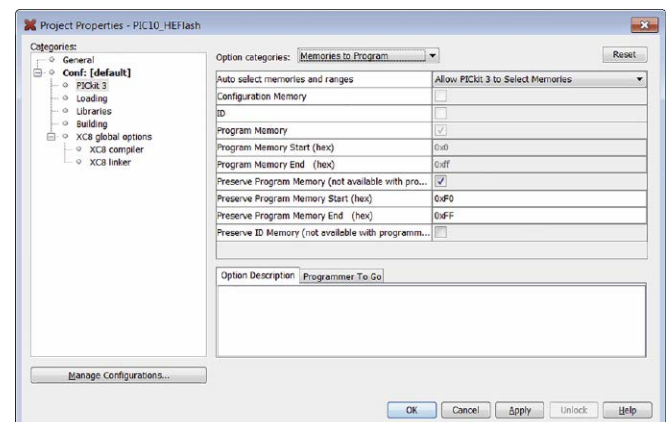 Project Properties - PIC10_HEFlash
Categories:
General
Conf: [default]
PICkit 3
Loading
Libraries
Building
XC8 global options
XC8 compiler
XC8 linker
Manage Configurations...
Option categories: Memories to Program
Reset
Auto select memories and ranges Allow PICkit 3 to Select Memories
Configuration Memory
ID
Program Memory
Program Memory Start (hex) 0x0
Program Memory End (hex) 0xff
Preserve Program Memory (not available with pro...
Preserve Program Memory Start (hex) 0xF0
Preserve Program Memory End (hex) 0xFF
Preserve ID Memory (not available with programm...
Option Description Programmer To Go
OK Cancel Apply Unlock Help